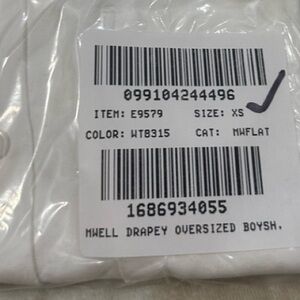 099104244496
ITEM: E9579 SIZE: XS
COLOR: WT8315 CAT: MWFLAT
1686934055
MWELL DRAPEY OVERSIZED BOYSH.